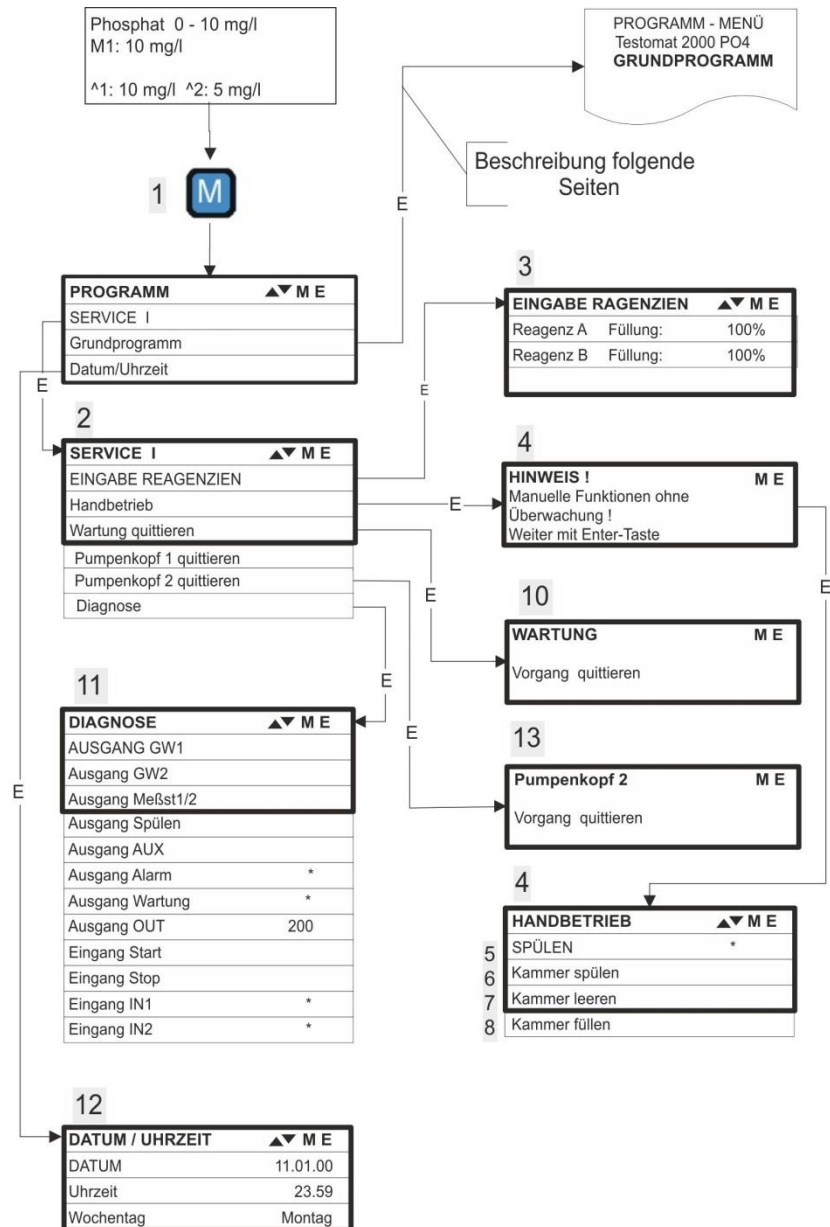 Phosphat 0 - 10 mg/l
M1: 10 mg/l
^1: 10 mg/l ^2: 5 mg/l
PROGRAMM - MENÜ
Testomat 2000 PO4
GRUNDPROGRAMM
Beschreibung folgende
Seiten
E
1
M
PROGRAMM ▲▼ M E
SERVICE I
Grundprogramm
Datum/Uhrzeit
E
3
EINGABE RAGENZIEN ▲▼ M E
Reagenz A Füllung: 100%
Reagenz B Füllung: 100%
E
2
SERVICE I ▲▼ M E
EINGABE REAGENZIEN
Handbetrieb
Wartung quittieren
Pumpenkopf 1 quittieren
Pumpenkopf 2 quittieren
Diagnose
E
4
HINWEIS ! M E
Manuelle Funktionen ohne
Überwachung !
Weiter mit Enter-Taste
E
E
10
WARTUNG M E
Vorgang quittieren
E
11
DIAGNOSE ▲▼ M E
AUSGANG GW1
Ausgang GW2
Ausgang Meßst1/2
Ausgang Spülen
Ausgang AUX
Ausgang Alarm *
Ausgang Wartung *
Ausgang OUT 200
Eingang Start
Eingang Stop
Eingang IN1 *
Eingang IN2 *
E
E
13
Pumpenkopf 2 M E
Vorgang quittieren
4
HANDBETRIEB ▲▼ M E
5 SPÜLEN *
6 Kammer spülen
7 Kammer leeren
8 Kammer füllen
12
DATUM / UHRZEIT ▲▼ M E
DATUM 11.01.00
Uhrzeit 23.59
Wochentag Montag